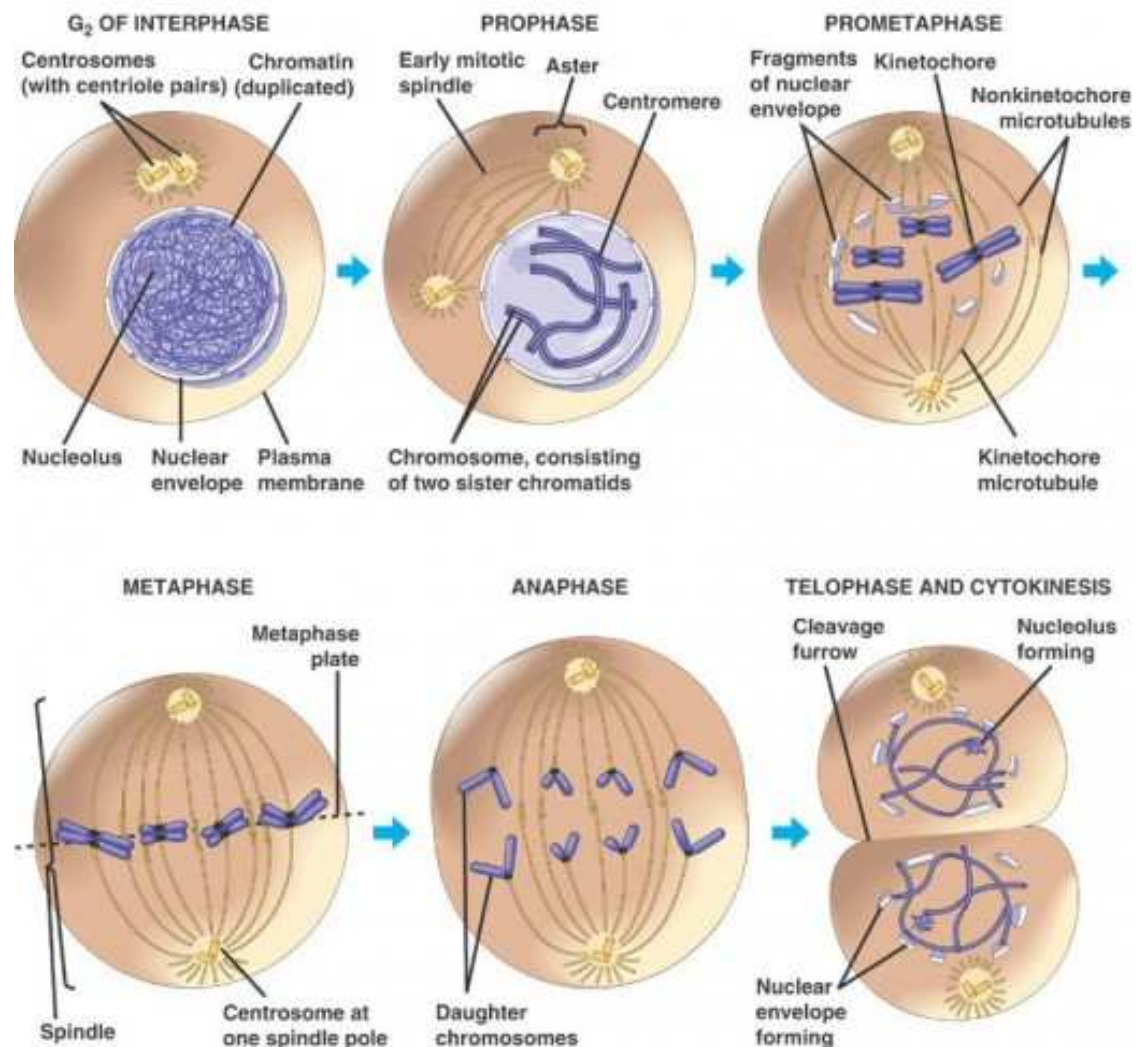 G2 OF INTERPHASE
PROPHASE
PROMETAPHASE
Centrosomes
(with centriole pairs)
Chromatin
(duplicated)
Early mitotic
spindle
Aster
Centromere
Fragments
of nuclear
envelope
Kinetochore
Nonkinetochore
microtubules
Nucleolus
Nuclear
envelope
Plasma
membrane
Chromosome, consisting
of two sister chromatids
Kinetochore
microtubule
METAPHASE
ANAPHASE
TELOPHASE AND CYTOKINESIS
Metaphase
plate
Cleavage
furrow
Nucleolus
forming
Spindle
Centrosome at
one spindle pole
Daughter
chromosomes
Nuclear
envelope
forming